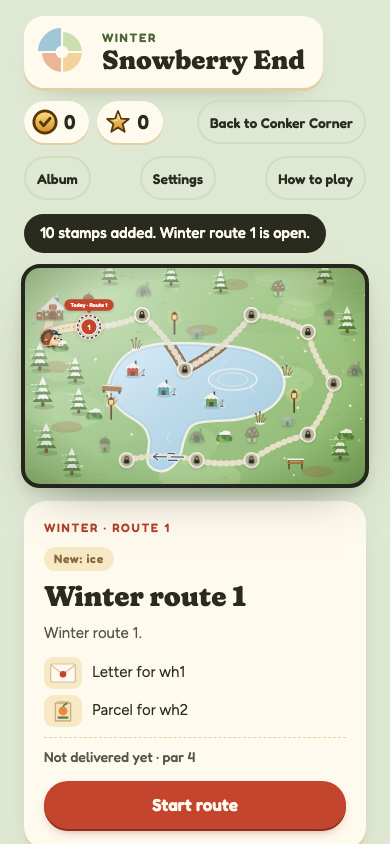 WINTER
Snowberry End
0
0
Back to Conker Corner
Album
Settings
How to play
10 stamps added. Winter route 1 is open.
Today · Route 1
1
WINTER · ROUTE 1
New: ice
Winter route 1
Winter route 1.
Letter for wh1
Parcel for wh2
Not delivered yet · par 4
Start route